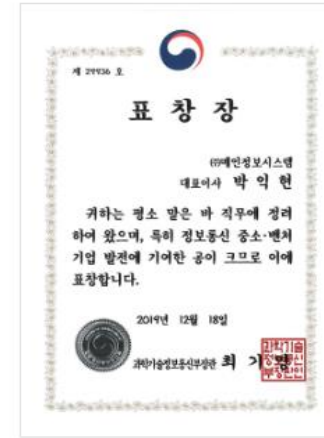 제 29936 호
표 창 장
㈜메인정보시스템
대표이사 박 익 현
귀하는 평소 맡은 바 직무에 정려
하여 왔으며, 특히 정보통신 중소·벤처
기업 발전에 기여한 공이 크므로 이에
표창합니다.
2019년 12월 18일
과학기술정보통신부장관 최 기 영